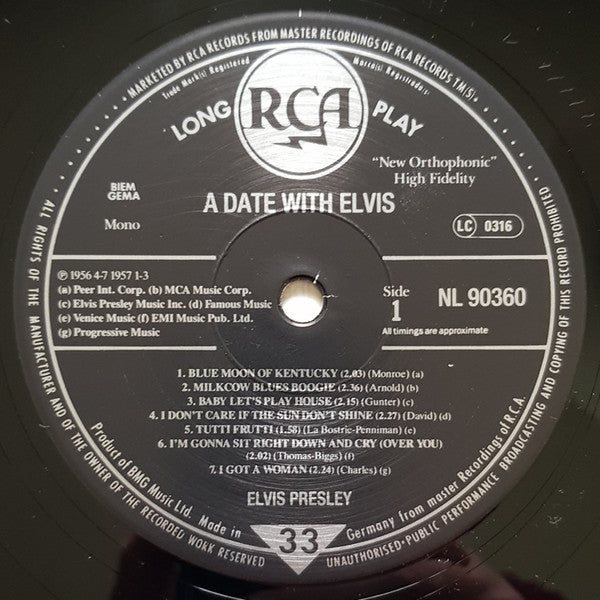 MARKETED BY RCA RECORDS FROM MASTER RECORDINGS OF RCA RECORDS TM(S).
Trade Mark(s) Registered
Marca(s) Registrada(s)
LONG RCA PLAY
"New Orthophonic"
High Fidelity
BIEM
GEMA
A DATE WITH ELVIS
Mono
LC 0316
℗ 1956 4-7 1957 1-3
(a) Peer Int. Corp. (b) MCA Music Corp.
(c) Elvis Presley Music Inc. (d) Famous Music
(e) Venice Music (f) EMI Music Pub. Ltd.
(g) Progressive Music
Side
1
NL 90360
All timings are approximate
1. BLUE MOON OF KENTUCKY (2.03) (Monroe) (a)
2. MILKCOW BLUES BOOGIE (2.36) (Arnold) (b)
3. BABY LET'S PLAY HOUSE (2.15) (Gunter) (c)
4. I DON'T CARE IF THE SUN DON'T SHINE (2.27) (David) (d)
5. TUTTI FRUTTI (1.58) (La Bostric-Penniman) (e)
6. I'M GONNA SIT RIGHT DOWN AND CRY (OVER YOU)
(2.02) (Thomas-Biggs) (f)
7. I GOT A WOMAN (2.24) (Charles) (g)
ELVIS PRESLEY
Product of BMG Music Ltd. Made in
33
Germany from master Recordings of R.C.A.
ALL RIGHTS OF THE MANUFACTURER AND OF THE OWNER OF THE RECORDED WORK RESERVED
UNAUTHORISED·PUBLIC PERFORMANCE BROADCASTING AND COPYING OF THIS RECORD PROHIBITED